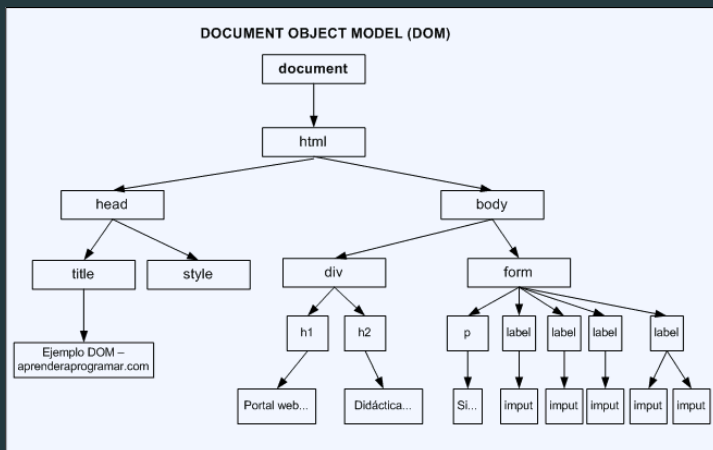 DOCUMENT OBJECT MODEL (DOM)
document
html
head
body
title
style
div
form
h1
h2
p
label
label
label
label
Ejemplo DOM –
aprenderaprogramar.com
Portal web...
Didáctica...
Si...
imput
imput
imput
imput
imput